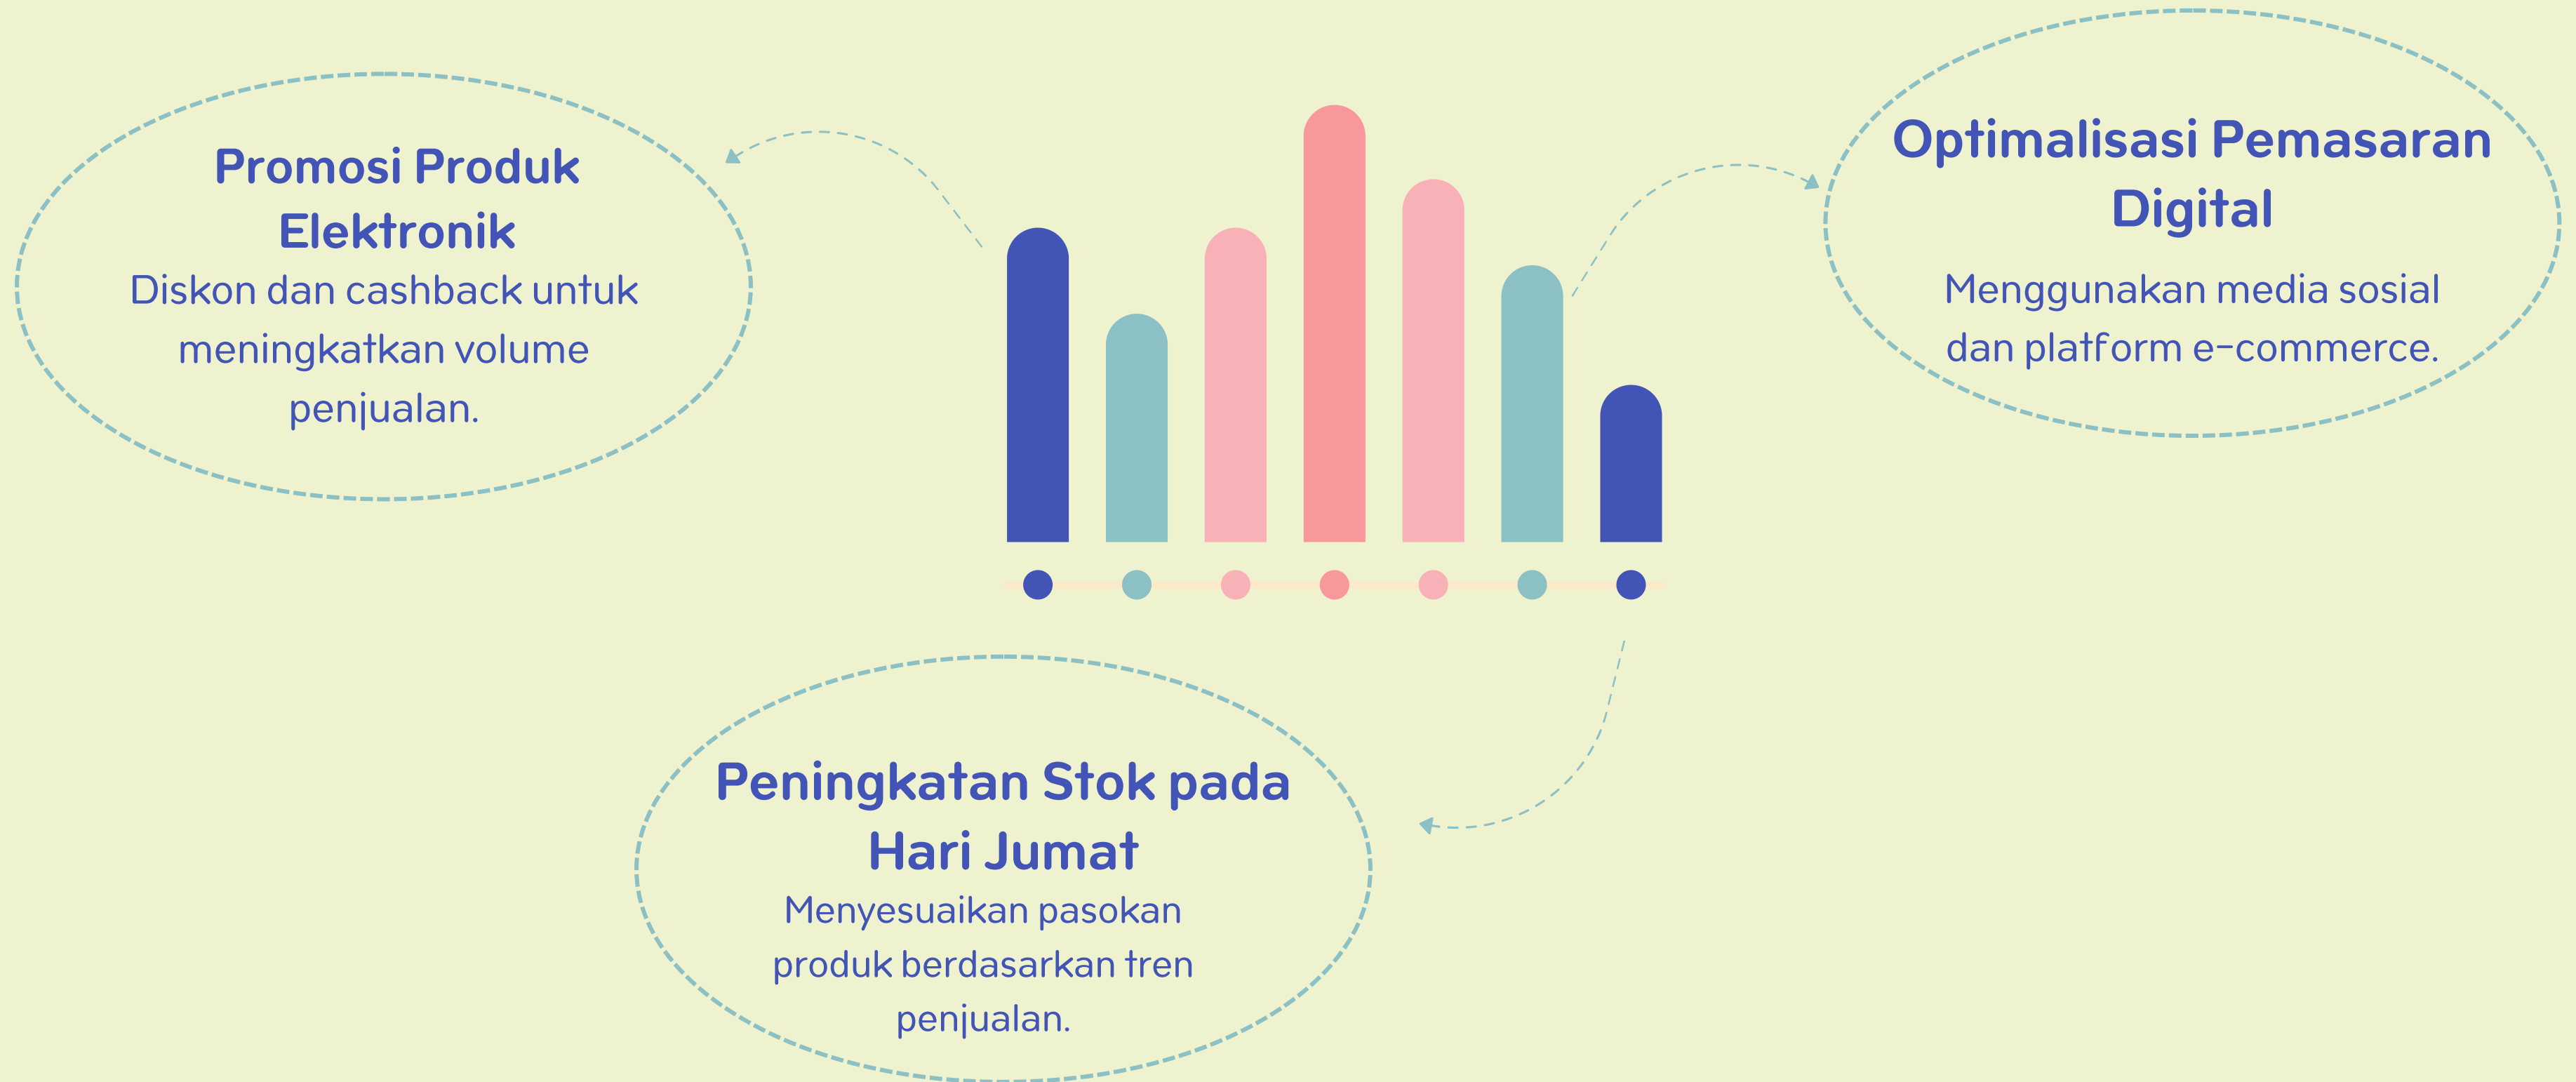 Promosi Produk
Elektronik
Diskon dan cashback untuk
meningkatkan volume
penjualan.
Optimalisasi Pemasaran
Digital
Menggunakan media sosial
dan platform e-commerce.
Peningkatan Stok pada
Hari Jumat
Menyesuaikan pasokan
produk berdasarkan tren
penjualan.